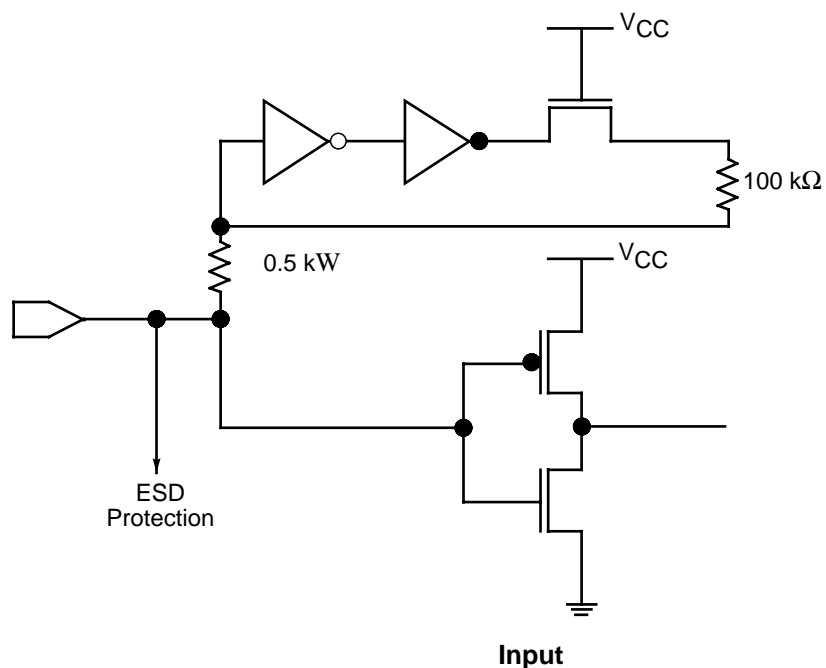 VCC
100 kΩ
0.5 kW
VCC
ESD
Protection
Input